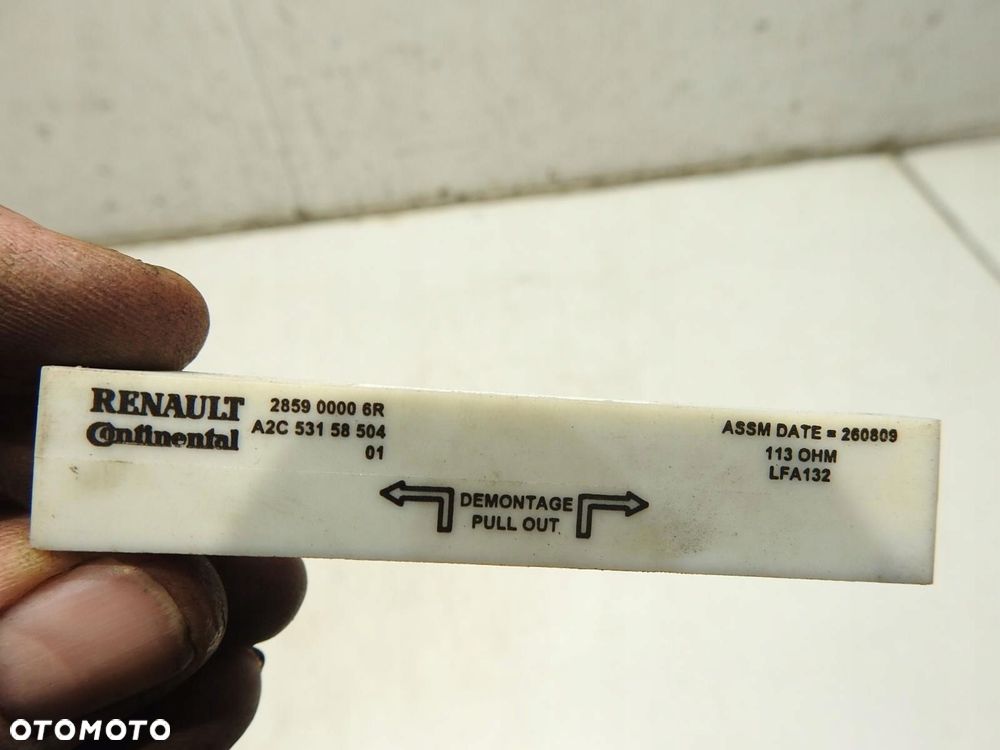 RENAULT
Continental
2859 0000 6R
A2C 531 58 504
01
ASSM DATE = 260809
113 OHM
LFA132
DEMONTAGE
PULL OUT
OTOMOTO